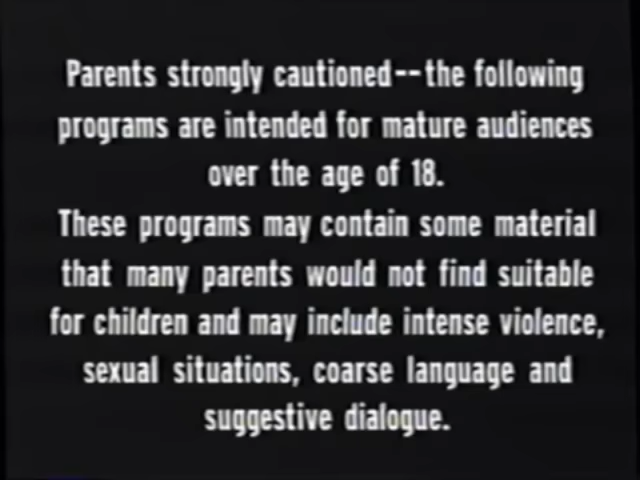 Parents strongly cautioned--the following
programs are intended for mature audiences
over the age of 18.
These programs may contain some material
that many parents would not find suitable
for children and may include intense violence,
sexual situations, coarse language and
suggestive dialogue.